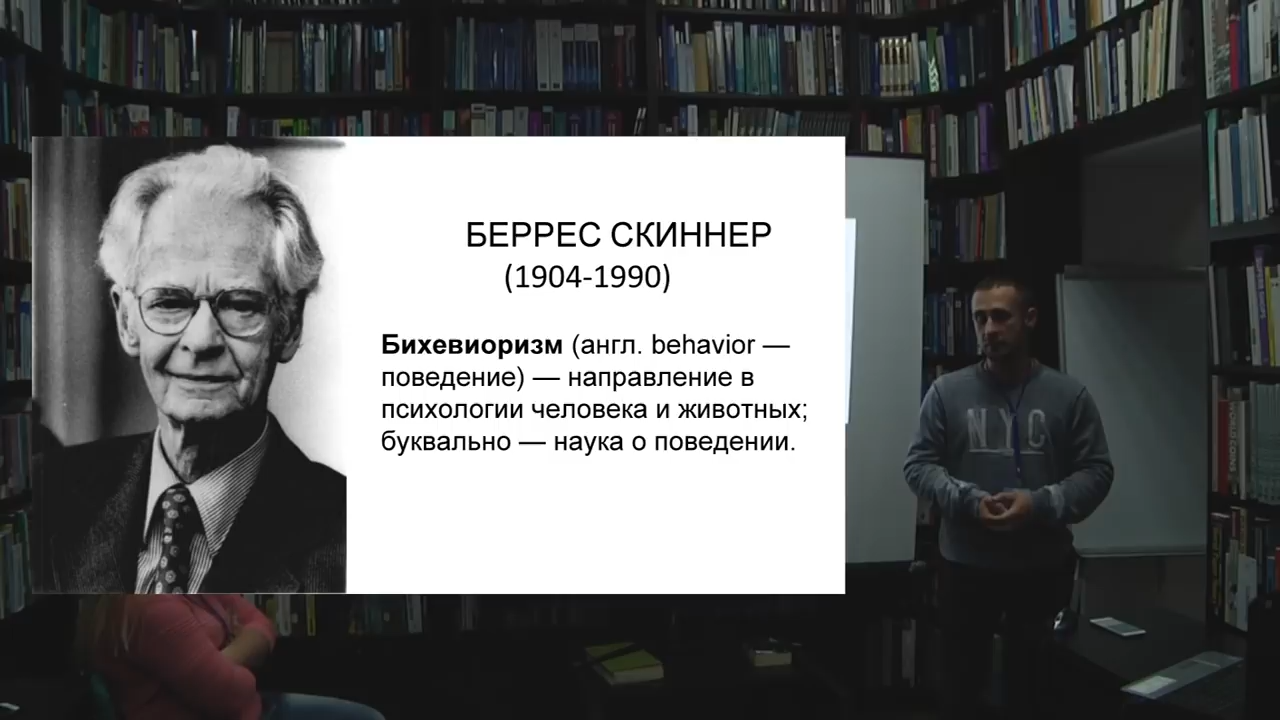 БЕРРЕС СКИННЕР
(1904-1990)
Бихевиоризм (англ. behavior —
поведение) — направление в
психологии человека и животных;
буквально — наука о поведении.
NYC